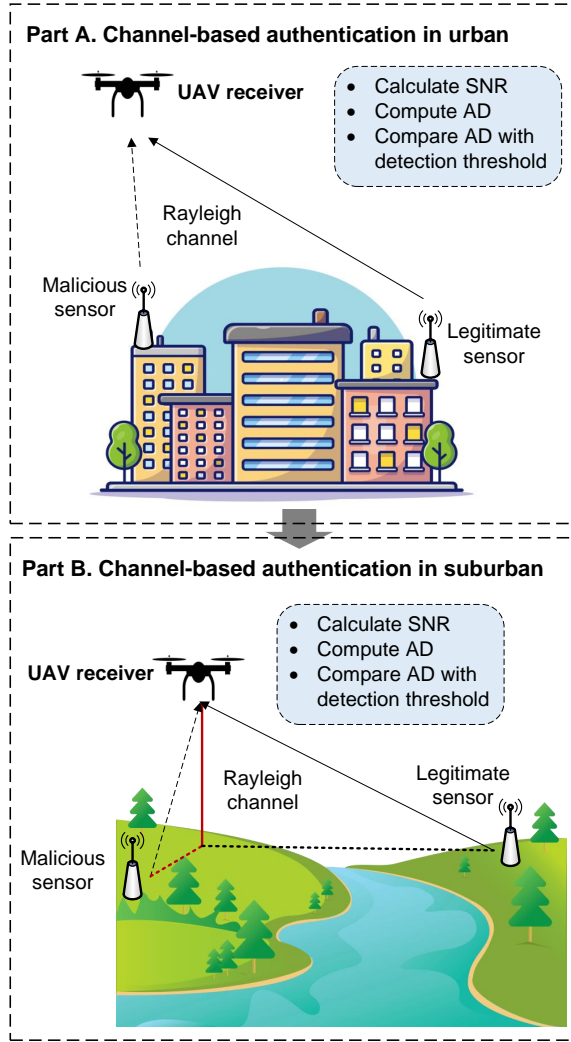 Part A. Channel-based authentication in urban
UAV receiver
• Calculate SNR
• Compute AD
• Compare AD with
detection threshold
Rayleigh
channel
Malicious
sensor
Legitimate
sensor
Part B. Channel-based authentication in suburban
• Calculate SNR
• Compute AD
• Compare AD with
detection threshold
UAV receiver
Rayleigh
channel
Legitimate
sensor
Malicious
sensor